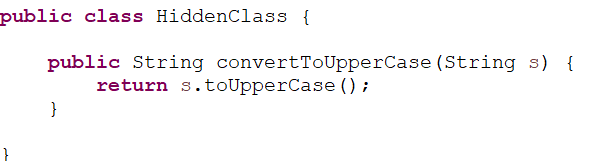 public class HiddenClass {
public String convertToUpperCase(String s) {
return s.toUpperCase();
}
}